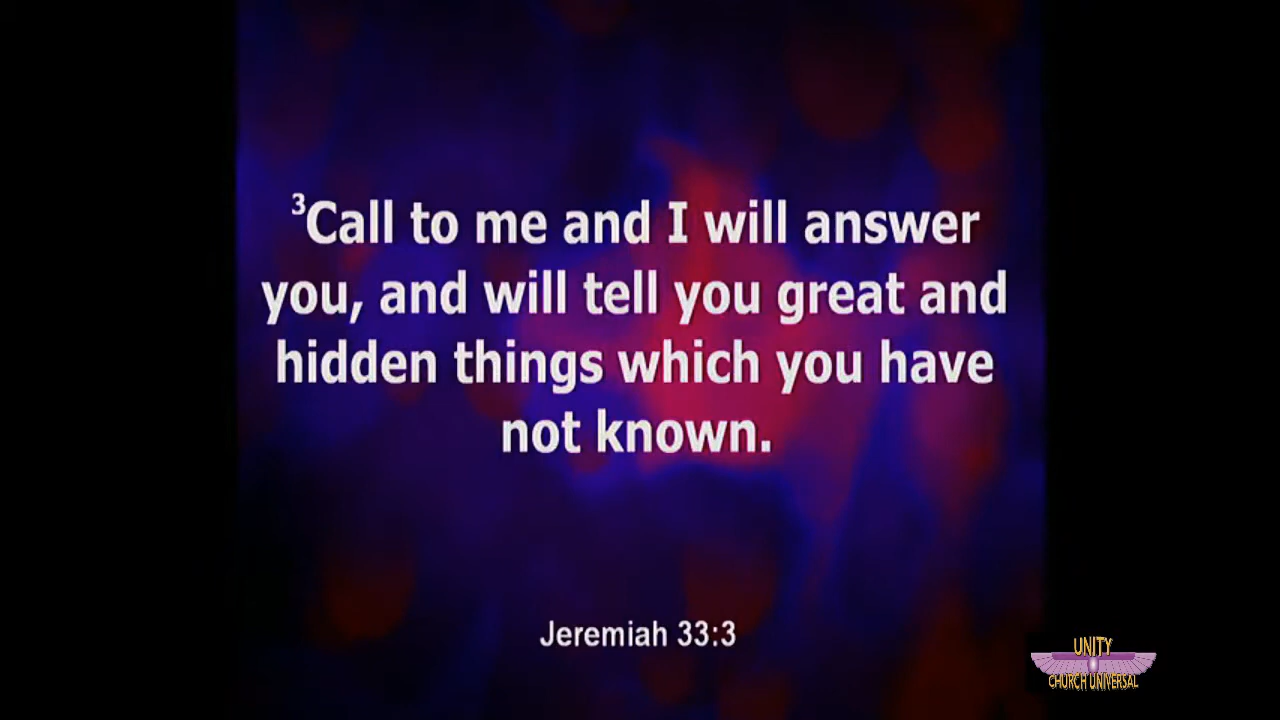 ³Call to me and I will answer
you, and will tell you great and
hidden things which you have
not known.
Jeremiah 33:3
UNITY
CHURCH UNIVERSAL